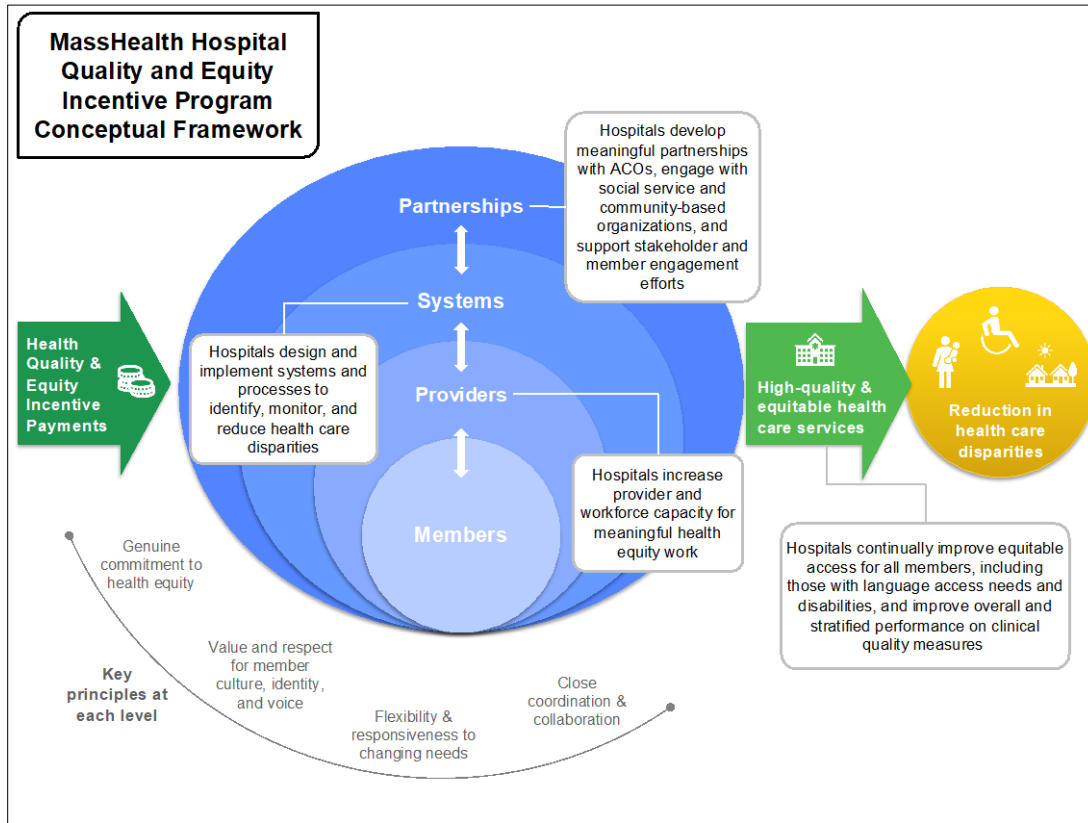 MassHealth Hospital
Quality and Equity
Incentive Program
Conceptual Framework
Hospitals develop
meaningful partnerships
with ACOs, engage with
social service and
community-based
organizations, and
support stakeholder and
member engagement
efforts
Partnerships
Systems
Providers
Members
Health
Quality &
Equity
Incentive
Payments
Hospitals design and
implement systems and
processes to
identify, monitor, and
reduce health care
disparities
Hospitals increase
provider and
workforce capacity for
meaningful health
equity work
High-quality &
equitable health
care services
Reduction in
health care
disparities
Hospitals continually improve equitable
access for all members, including
those with language access needs and
disabilities, and improve overall and
stratified performance on clinical
quality measures
Key
principles at
each level
Genuine
commitment to
health equity
Value and respect
for member
culture, identity,
and voice
Flexibility &
responsiveness to
changing needs
Close
coordination &
collaboration